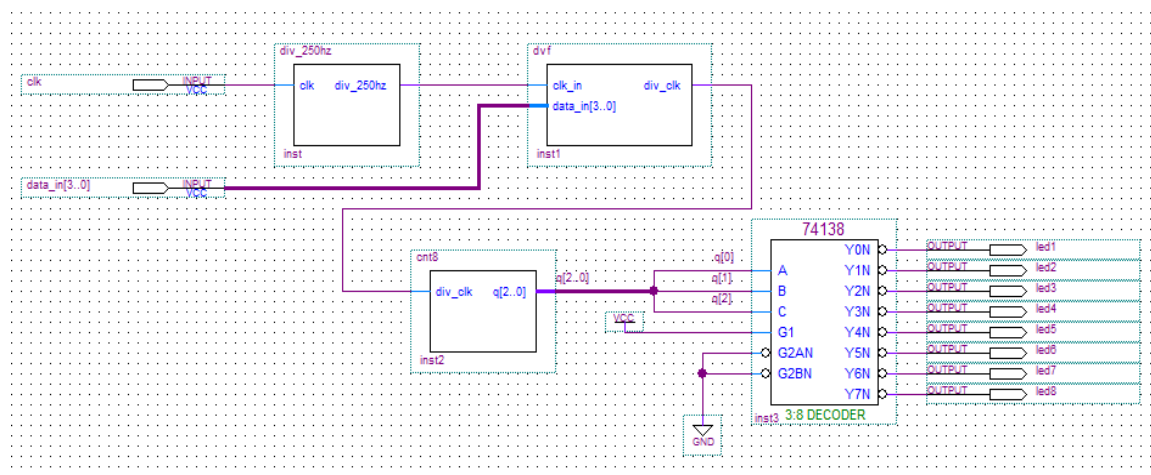 div_250hz
dvf
clk
INPUT
VCC
clk
div_250hz
clk_in
div_clk
data_in[3..0]
inst
inst1
data_in[3..0]
INPUT
VCC
74138
cnt8
q[0]
Y0N
OUTPUT
led1
A
Y1N
OUTPUT
led2
q[2..0]
div_clk
q[2..0]
q[.1].
B
Y2N
OUTPUT
led3
q[2].
C
Y3N
OUTPUT
led4
VCC
G1
Y4N
OUTPUT
led5
inst2
G2AN
Y5N
OUTPUT
led6
G2BN
Y6N
OUTPUT
led7
Y7N
OUTPUT
led8
inst3
3:8 DECODER
GND